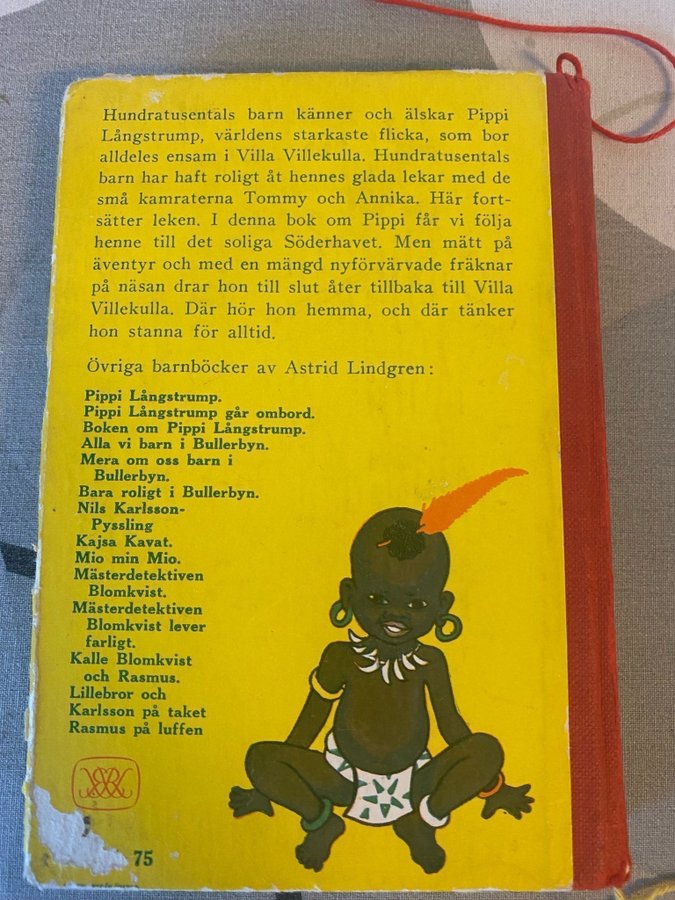 Hundratusentals barn känner och älskar Pippi
Långstrump, världens starkaste flicka, som bor
alldeles ensam i Villa Villekulla. Hundratusentals
barn har haft roligt åt hennes glada lekar med de
små kamraterna Tommy och Annika. Här fort-
sätter leken. I denna bok om Pippi får vi följa
henne till det soliga Söderhavet. Men mätt på
äventyr och med en mängd nyförvärvade fräknar
på näsan drar hon till slut åter tillbaka till Villa
Villekulla. Där hör hon hemma, och där tänker
hon stanna för alltid.
Övriga barnböcker av Astrid Lindgren:
Pippi Långstrump.
Pippi Långstrump går ombord.
Boken om Pippi Långstrump.
Alla vi barn i Bullerbyn.
Mera om oss barn i
Bullerbyn.
Bara roligt i Bullerbyn.
Nils Karlsson-
Pyssling
Kajsa Kavat.
Mio min Mio.
Mästerdetektiven
Blomkvist.
Mästerdetektiven
Blomkvist lever
farligt.
Kalle Blomkvist
och Rasmus.
Lillebror och
Karlsson på taket
Rasmus på luffen
75